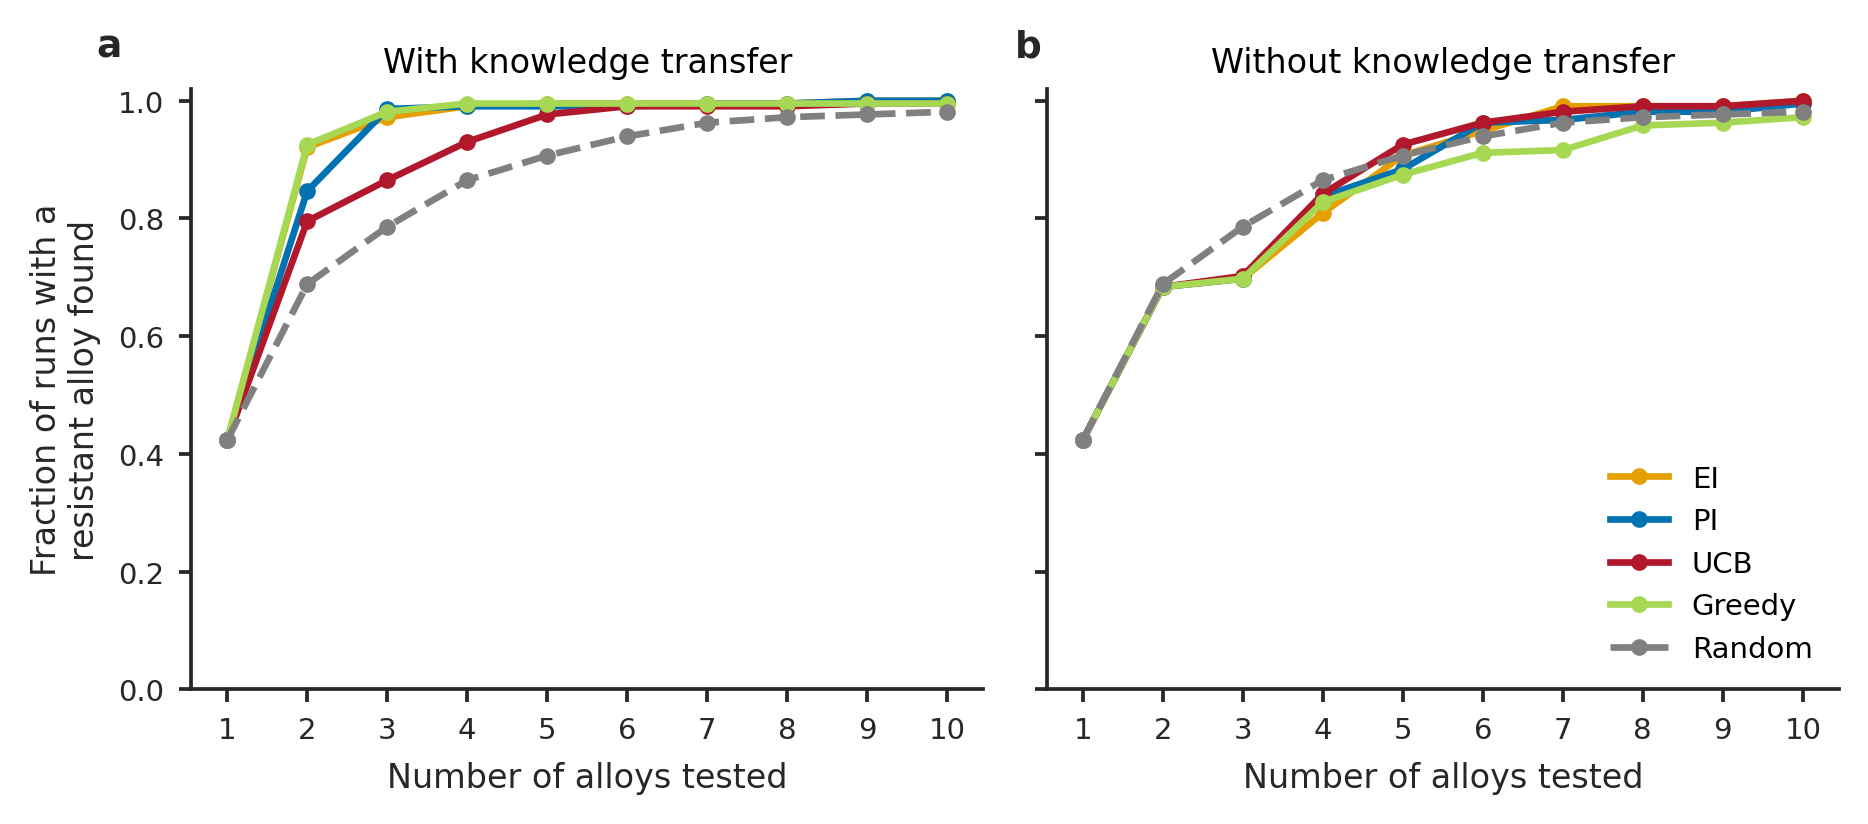 a
With knowledge transfer
Fraction of runs with a
resistant alloy found
1.0
0.8
0.6
0.4
0.2
0.0
1 2 3 4 5 6 7 8 9 10
Number of alloys tested
b
Without knowledge transfer
EI
PI
UCB
Greedy
Random
1 2 3 4 5 6 7 8 9 10
Number of alloys tested